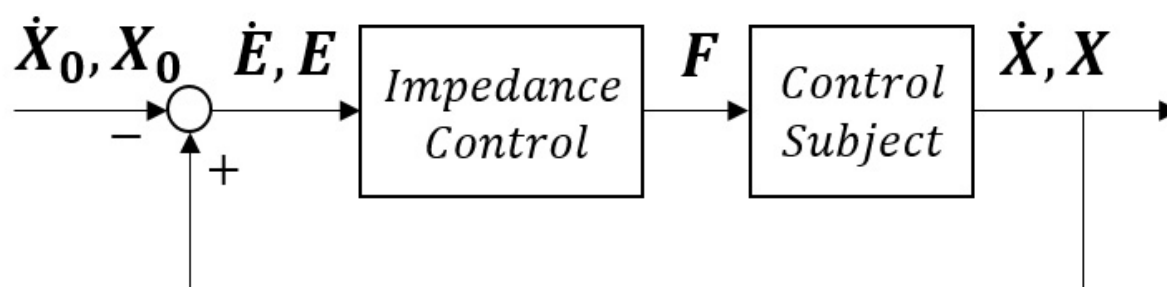 Ẋ₀, X₀
Ė, E
Impedance
Control
F
Control
Subject
Ẋ, X
−
+